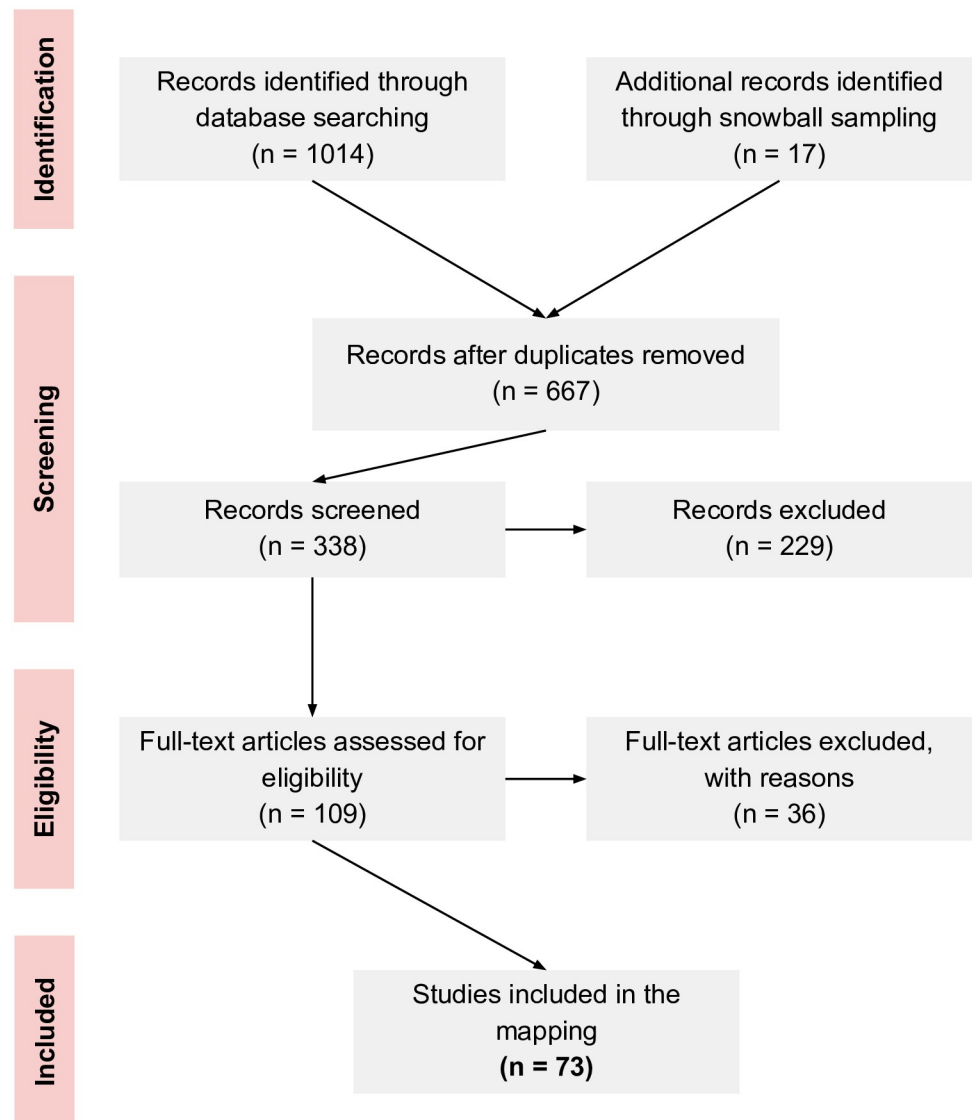 Identification
Records identified through
database searching
(n = 1014)
Additional records identified
through snowball sampling
(n = 17)
Screening
Records after duplicates removed
(n = 667)
Records screened
(n = 338)
Records excluded
(n = 229)
Eligibility
Full-text articles assessed for
eligibility
(n = 109)
Full-text articles excluded,
with reasons
(n = 36)
Included
Studies included in the
mapping
(n = 73)